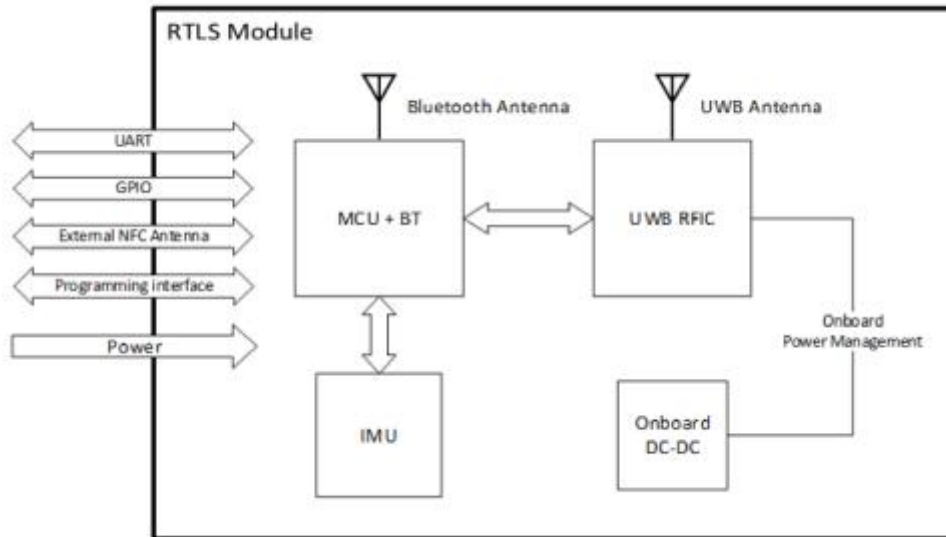 RTLS Module
Bluetooth Antenna
UWB Antenna
UART
GPIO
External NFC Antenna
Programming interface
Power
MCU + BT
UWB RFIC
Onboard
Power Management
IMU
Onboard
DC-DC